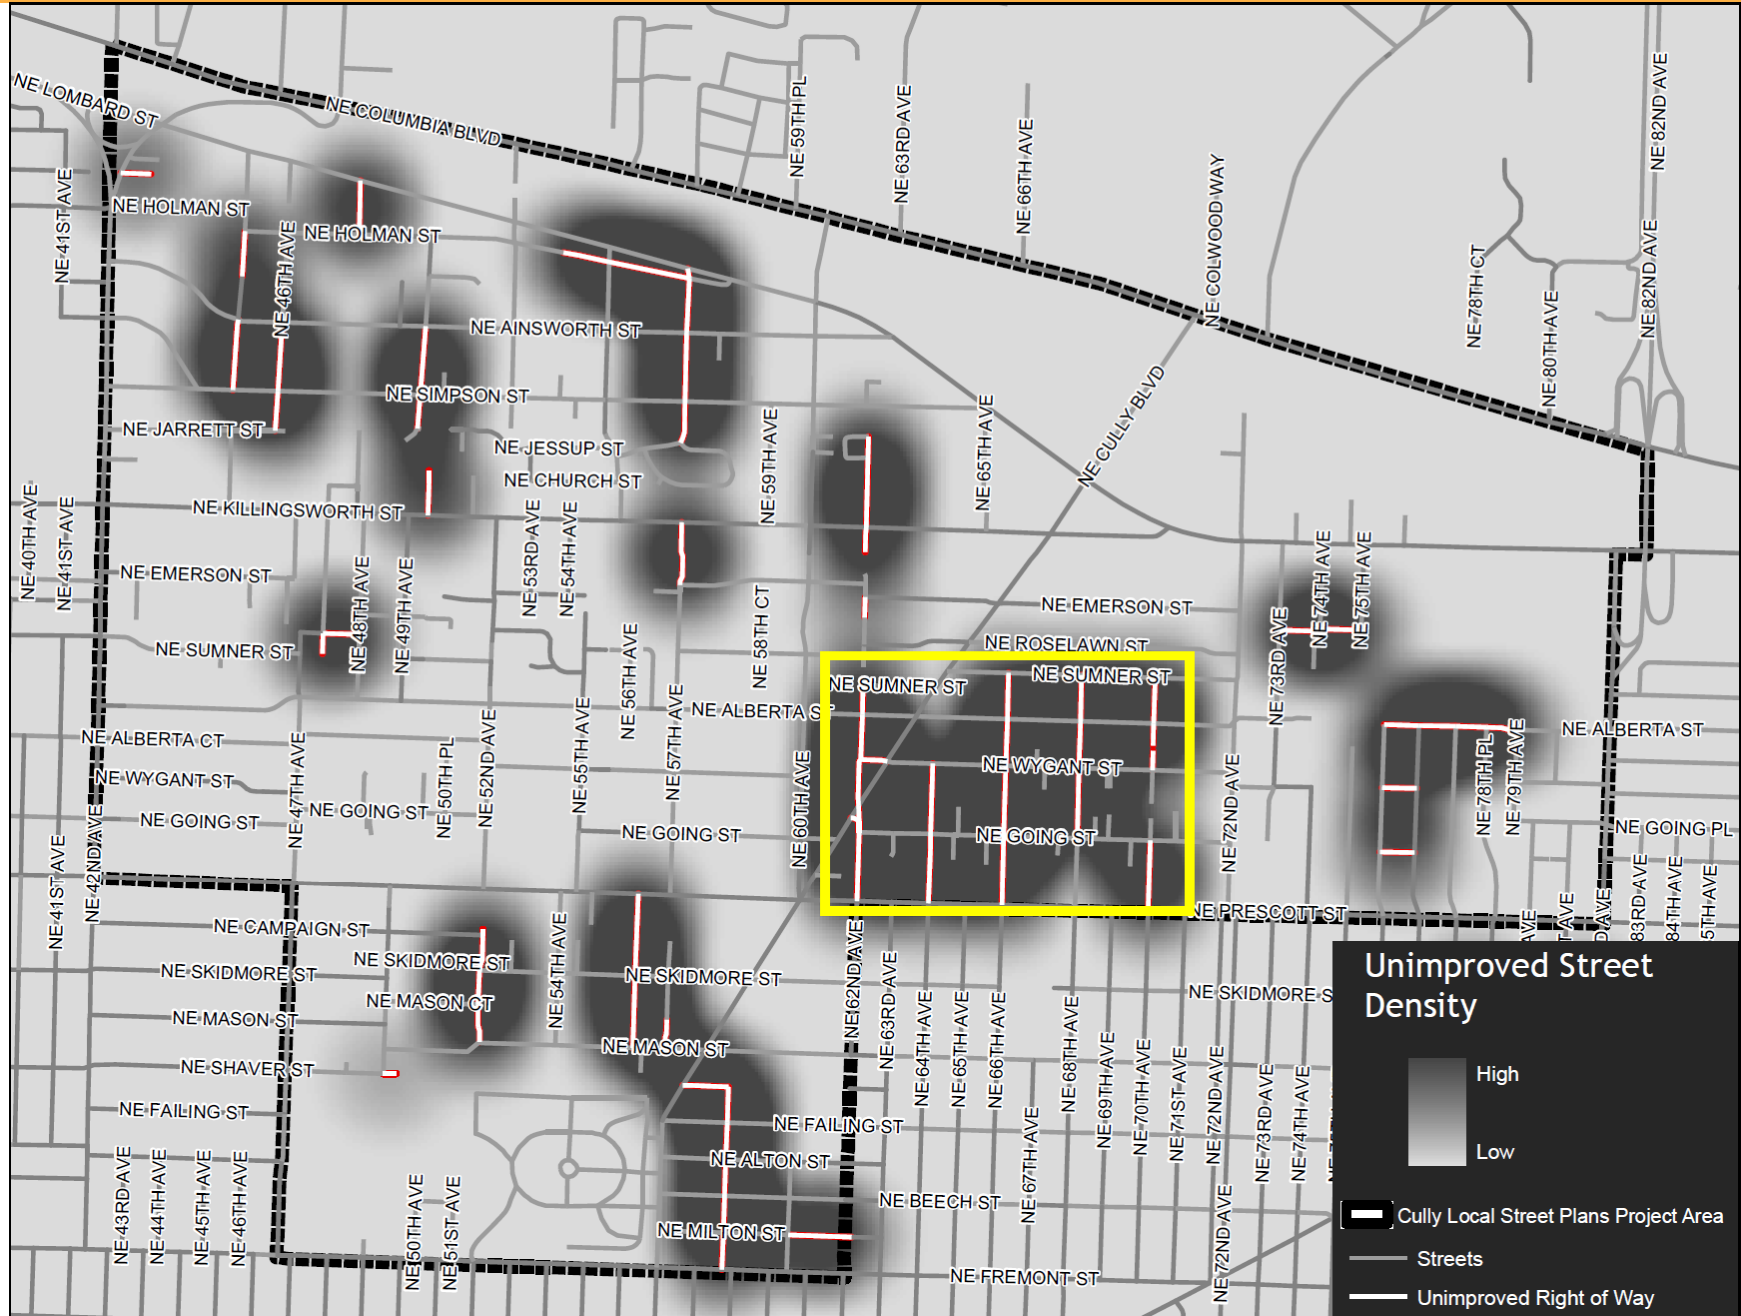 NE LOMBARD ST
NE COLUMBIA BLVD
NE 59TH PL
NE 63RD AVE
NE 66TH AVE
NE COLWOOD WAY
NE 82ND AVE
NE 41ST AVE
NE HOLMAN ST
NE 46TH AVE
NE HOLMAN ST
NE 78TH CT
NE 80TH AVE
NE 82ND AVE
NE AINSWORTH ST
NE SIMPSON ST
NE JARRETT ST
NE JESSUP ST
NE CHURCH ST
NE 59TH AVE
NE 65TH AVE
NE CULLY BLVD
NE 40TH AVE
NE 41ST AVE
NE KILLINGSWORTH ST
NE 53RD AVE
NE 54TH AVE
NE EMERSON ST
NE 48TH AVE
NE 49TH AVE
NE 58TH CT
NE EMERSON ST
NE 73RD AVE
NE 74TH AVE
NE 75TH AVE
NE SUMNER ST
NE 56TH AVE
NE ROSELAWN ST
NE SUMNER ST
NE SUMNER ST
NE ALBERTA ST
NE ALBERTA ST
NE ALBERTA CT
NE 47TH AVE
NE 50TH PL
NE 52ND AVE
NE 55TH AVE
NE 57TH AVE
NE 60TH AVE
NE WYGANT ST
NE WYGANT ST
NE 72ND AVE
NE 78TH PL
NE 79TH AVE
NE GOING ST
NE GOING ST
NE GOING ST
NE GOING ST
NE GOING PL
NE 41ST AVE
NE 42ND AVE
NE PRESCOTT ST
AVE
AVE
D AVE
83RD AVE
84TH AVE
5TH AVE
NE CAMPAIGN ST
NE SKIDMORE ST
NE SKIDMORE ST
NE 54TH AVE
NE SKIDMORE ST
NE 62ND AVE
NE 63RD AVE
NE SKIDMORE S
NE MASON CT
NE MASON ST
NE MASON ST
NE 64TH AVE
NE 65TH AVE
NE 66TH AVE
NE 68TH AVE
NE 69TH AVE
NE 70TH AVE
NE 71ST AVE
NE 72ND AVE
NE 73RD AVE
NE 74TH AVE
NE SHAVER ST
NE FAILING ST
NE FAILING ST
NE 67TH AVE
NE ALTON ST
NE 43RD AVE
NE 44TH AVE
NE 45TH AVE
NE 46TH AVE
NE 50TH AVE
NE 51ST AVE
NE BEECH ST
NE MILTON ST
NE 72ND AVE
NE FREMONT ST
Unimproved Street
Density
High
Low
Cully Local Street Plans Project Area
Streets
Unimproved Right of Way